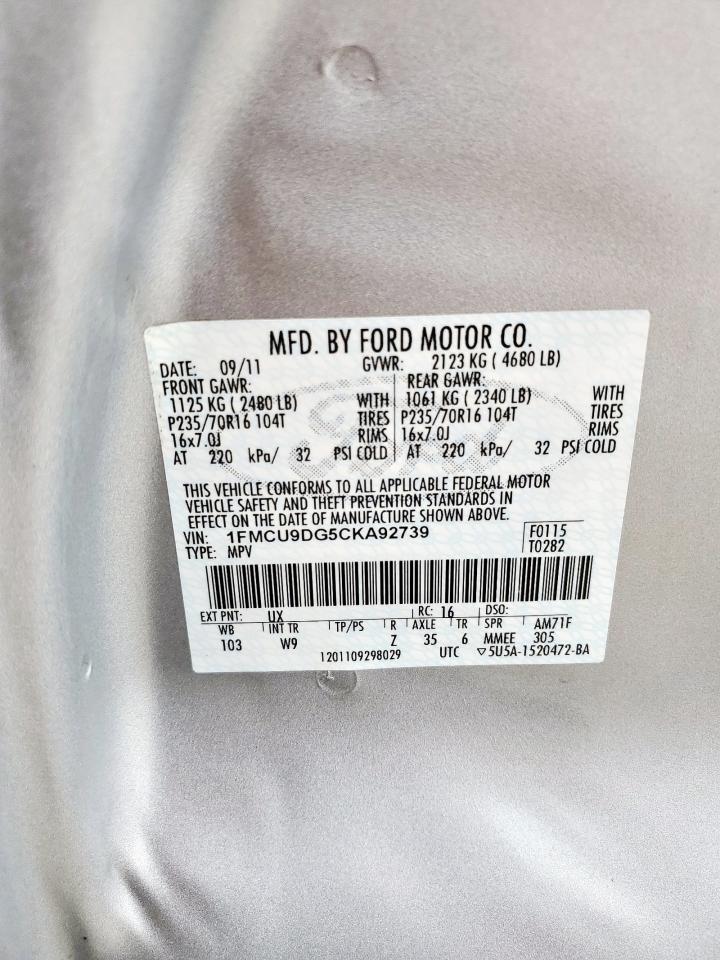 MFD. BY FORD MOTOR CO.
DATE: 09/11 GVWR: 2123 KG ( 4680 LB)
FRONT GAWR: REAR GAWR:
1125 KG ( 2480 LB) WITH 1061 KG ( 2340 LB) WITH
P235/70R16 104T TIRES P235/70R16 104T TIRES
16x7.0J RIMS 16x7.0J RIMS
AT 220 kPa/ 32 PSI COLD AT 220 kPa/ 32 PSI COLD
Ford
THIS VEHICLE CONFORMS TO ALL APPLICABLE FEDERAL MOTOR
VEHICLE SAFETY AND THEFT PREVENTION STANDARDS IN
EFFECT ON THE DATE OF MANUFACTURE SHOWN ABOVE.
VIN: 1FMCU9DG5CKA92739 F0115
TYPE: MPV T0282
EXT PNT: UX RC: 16 DSO:
WB INT TR TP/PS R AXLE TR SPR AM71F
103 W9 Z 35 6 MMEE 305
1201109298029 UTC ▽5U5A-1520472-BA